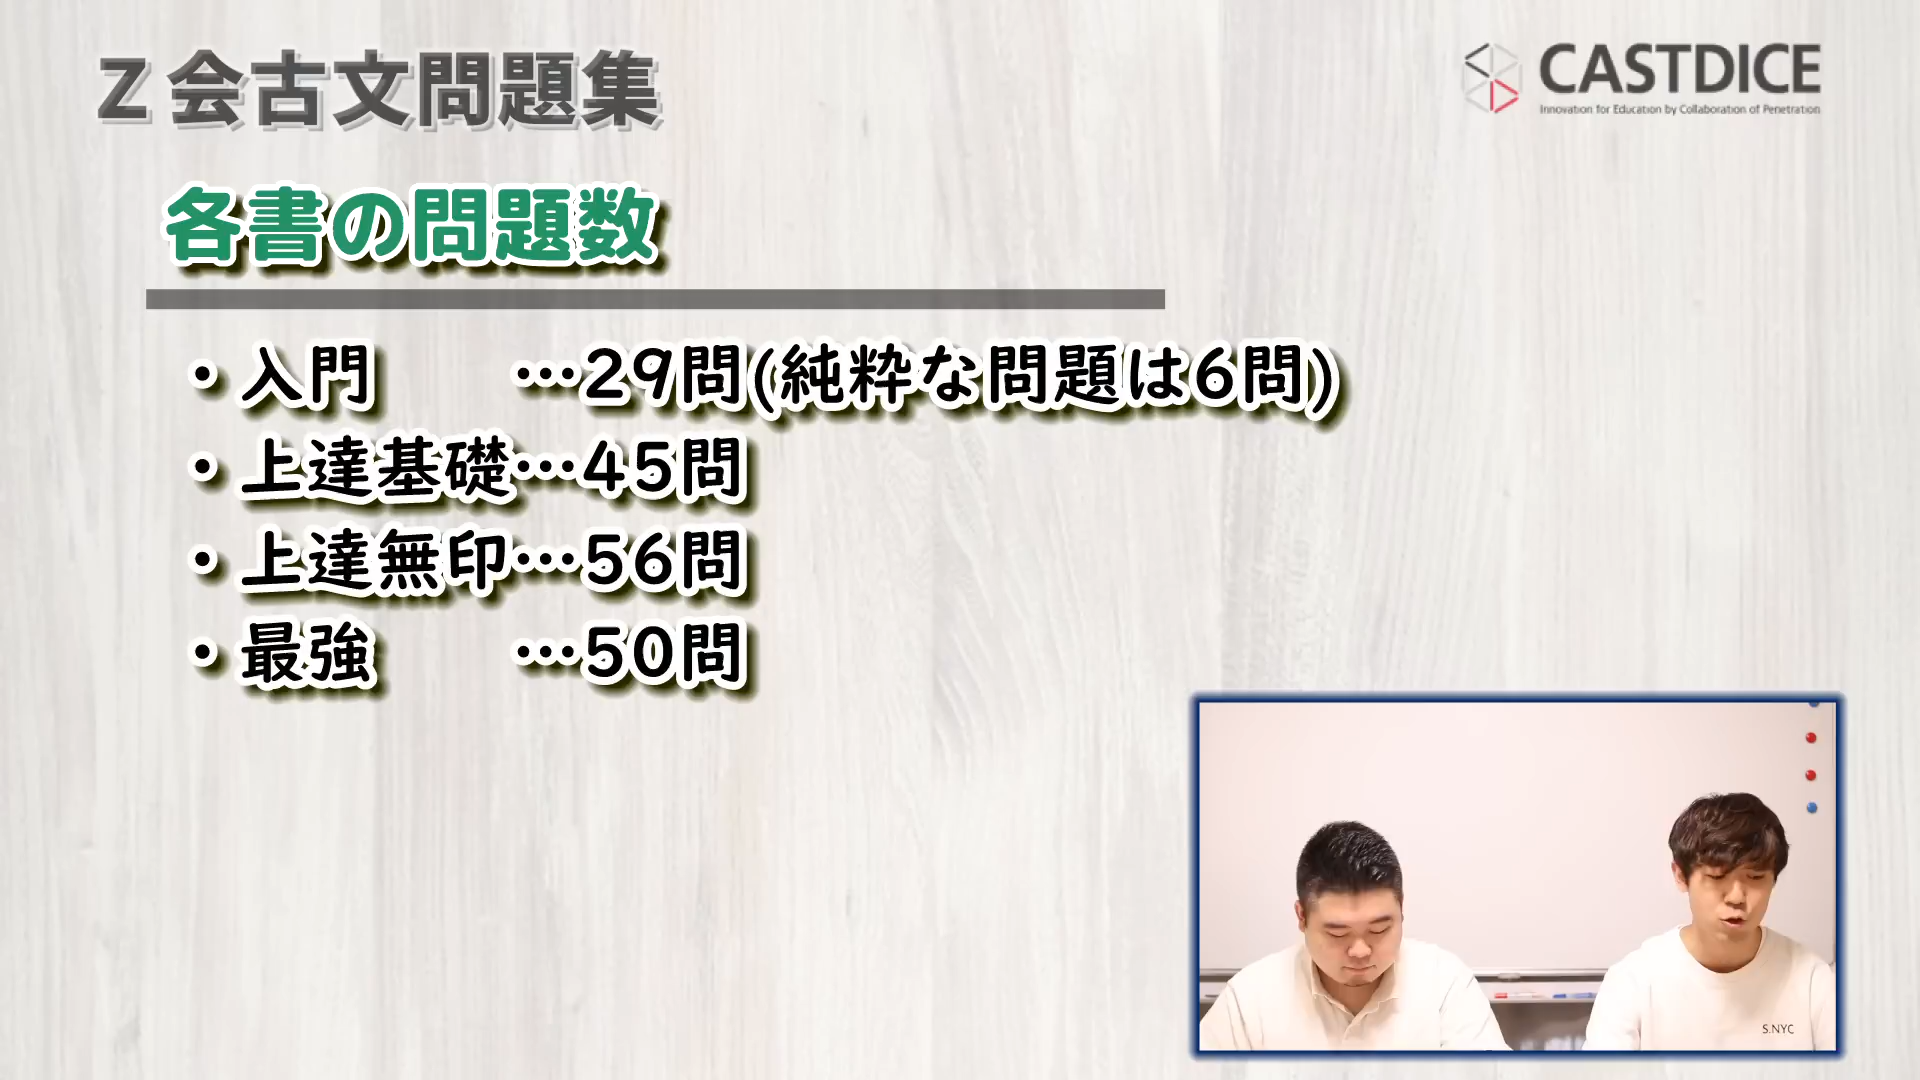 Z会古文問題集
CASTDICE
Innovation for Education by Collaboration of Penetration
各書の問題数
・入門　　…29問(純粋な問題は6問)
・上達基礎…45問
・上達無印…56問
・最強　　…50問
S.NYC